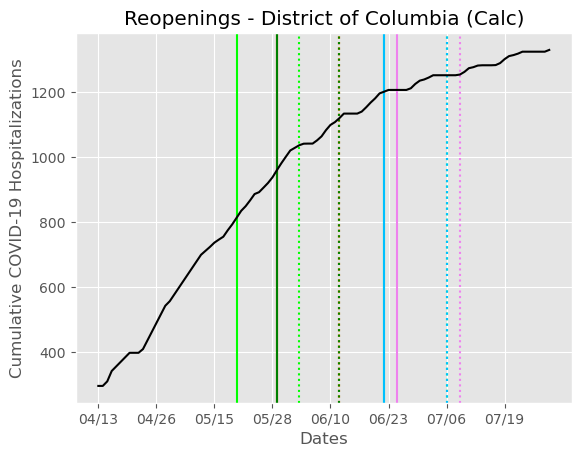 Reopenings - District of Columbia (Calc)
Cumulative COVID-19 Hospitalizations
1200
1000
800
600
400
04/13 04/26 05/15 05/28 06/10 06/23 07/06 07/19
Dates